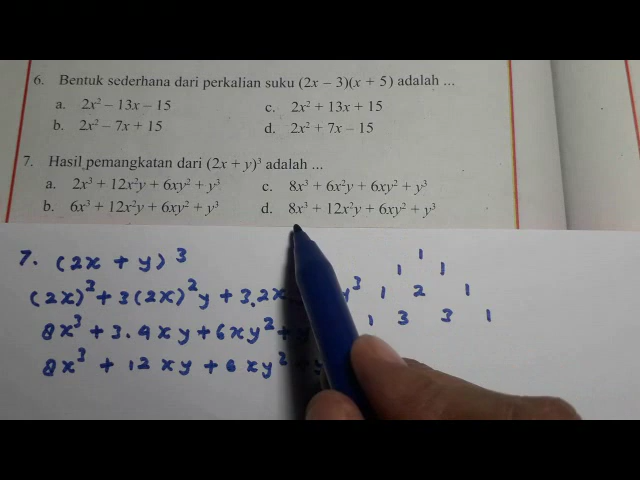 6. Bentuk sederhana dari perkalian suku (2x – 3)(x + 5) adalah ...
a. 2x² – 13x – 15 c. 2x² + 13x + 15
b. 2x² – 7x + 15 d. 2x² + 7x – 15
7. Hasil pemangkatan dari (2x + y)³ adalah ...
a. 2x³ + 12x²y + 6xy² + y³ c. 8x³ + 6x²y + 6xy² + y³
b. 6x³ + 12x²y + 6xy² + y³ d. 8x³ + 12x²y + 6xy² + y³
7. (2x + y)³
(2x)³ + 3(2x)²y + 3.2x y³
8x³ + 3.4xy + 6xy² +
8x³ + 12xy + 6xy² +
1
1 1
1 2 1
1 3 3 1